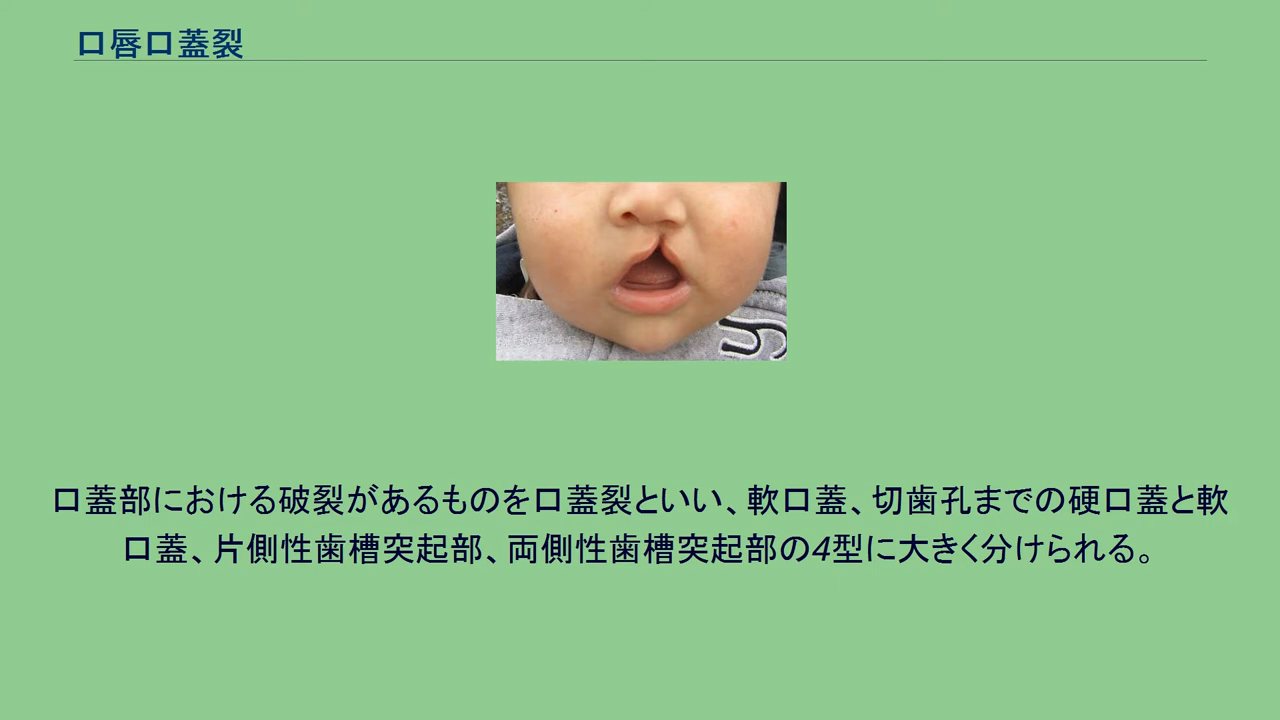 口唇口蓋裂
口蓋部における破裂があるものを口蓋裂といい、軟口蓋、切歯孔までの硬口蓋と軟
口蓋、片側性歯槽突起部、両側性歯槽突起部の4型に大きく分けられる。